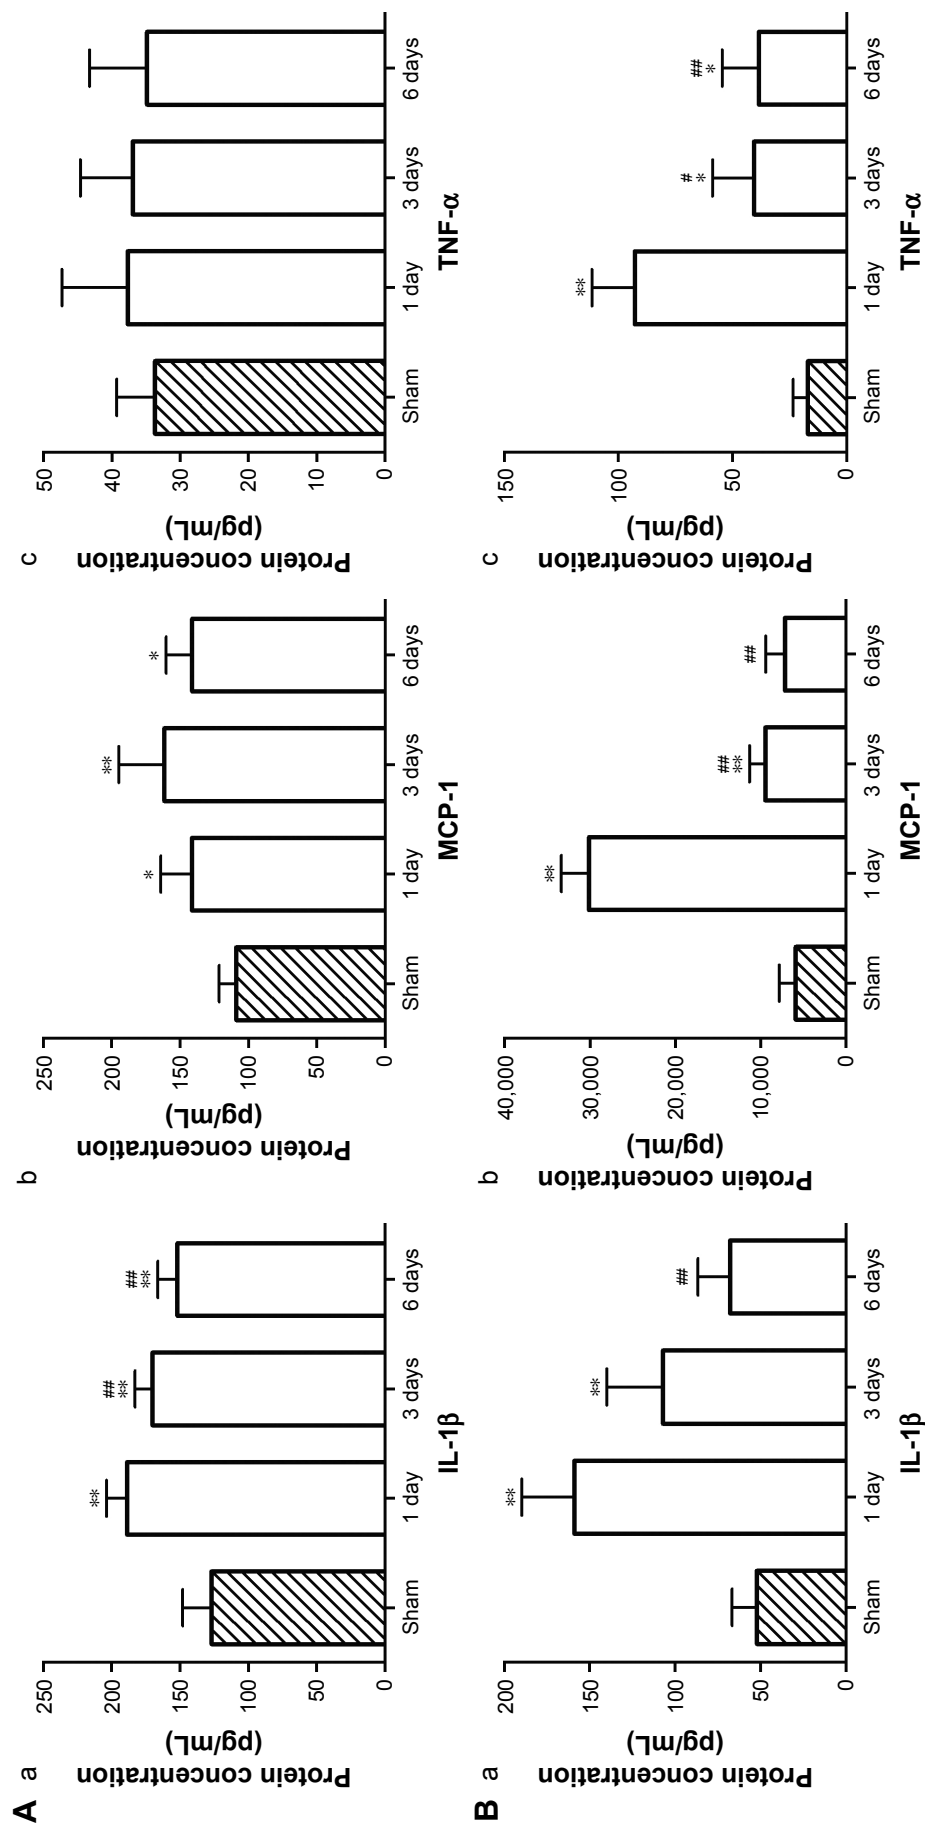 A
a
Protein concentration
(pg/mL)
250
200
150
100
50
0
**
##
**
##
**
Sham
1 day
3 days
6 days
IL-1β
b
Protein concentration
(pg/mL)
250
200
150
100
50
0
*
**
*
Sham
1 day
3 days
6 days
MCP-1
c
Protein concentration
(pg/mL)
50
40
30
20
10
0
Sham
1 day
3 days
6 days
TNF-α
B
a
Protein concentration
(pg/mL)
200
150
100
50
0
**
**
##
Sham
1 day
3 days
6 days
IL-1β
b
Protein concentration
(pg/mL)
40,000
30,000
20,000
10,000
0
**
##
**
##
Sham
1 day
3 days
6 days
MCP-1
c
Protein concentration
(pg/mL)
150
100
50
0
**
#
*
##
*
Sham
1 day
3 days
6 days
TNF-α